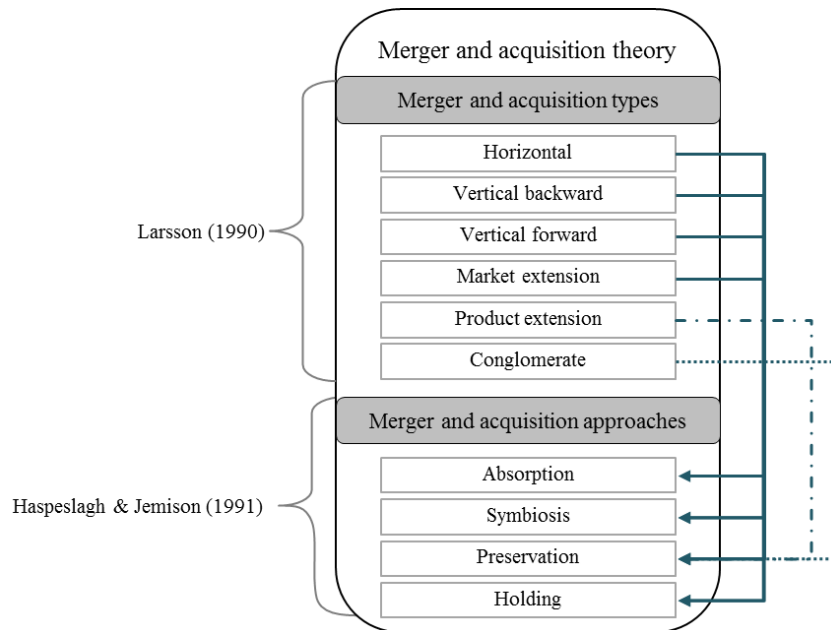 Merger and acquisition theory
Merger and acquisition types
Horizontal
Vertical backward
Larsson (1990)
Vertical forward
Market extension
Product extension
Conglomerate
Merger and acquisition approaches
Absorption
Haspeslagh & Jemison (1991)
Symbiosis
Preservation
Holding